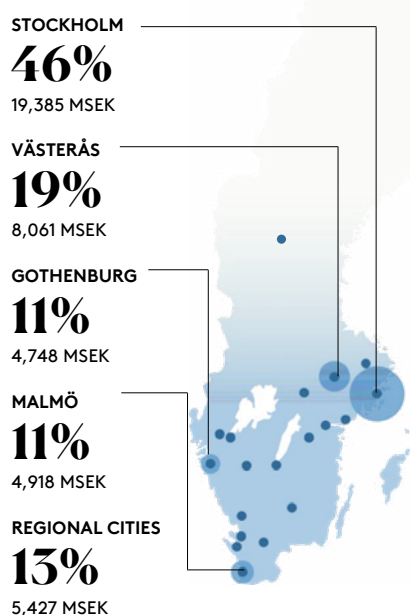 STOCKHOLM
46%
19,385 MSEK
VÄSTERÅS
19%
8,061 MSEK
GOTHENBURG
11%
4,748 MSEK
MALMÖ
11%
4,918 MSEK
REGIONAL CITIES
13%
5,427 MSEK